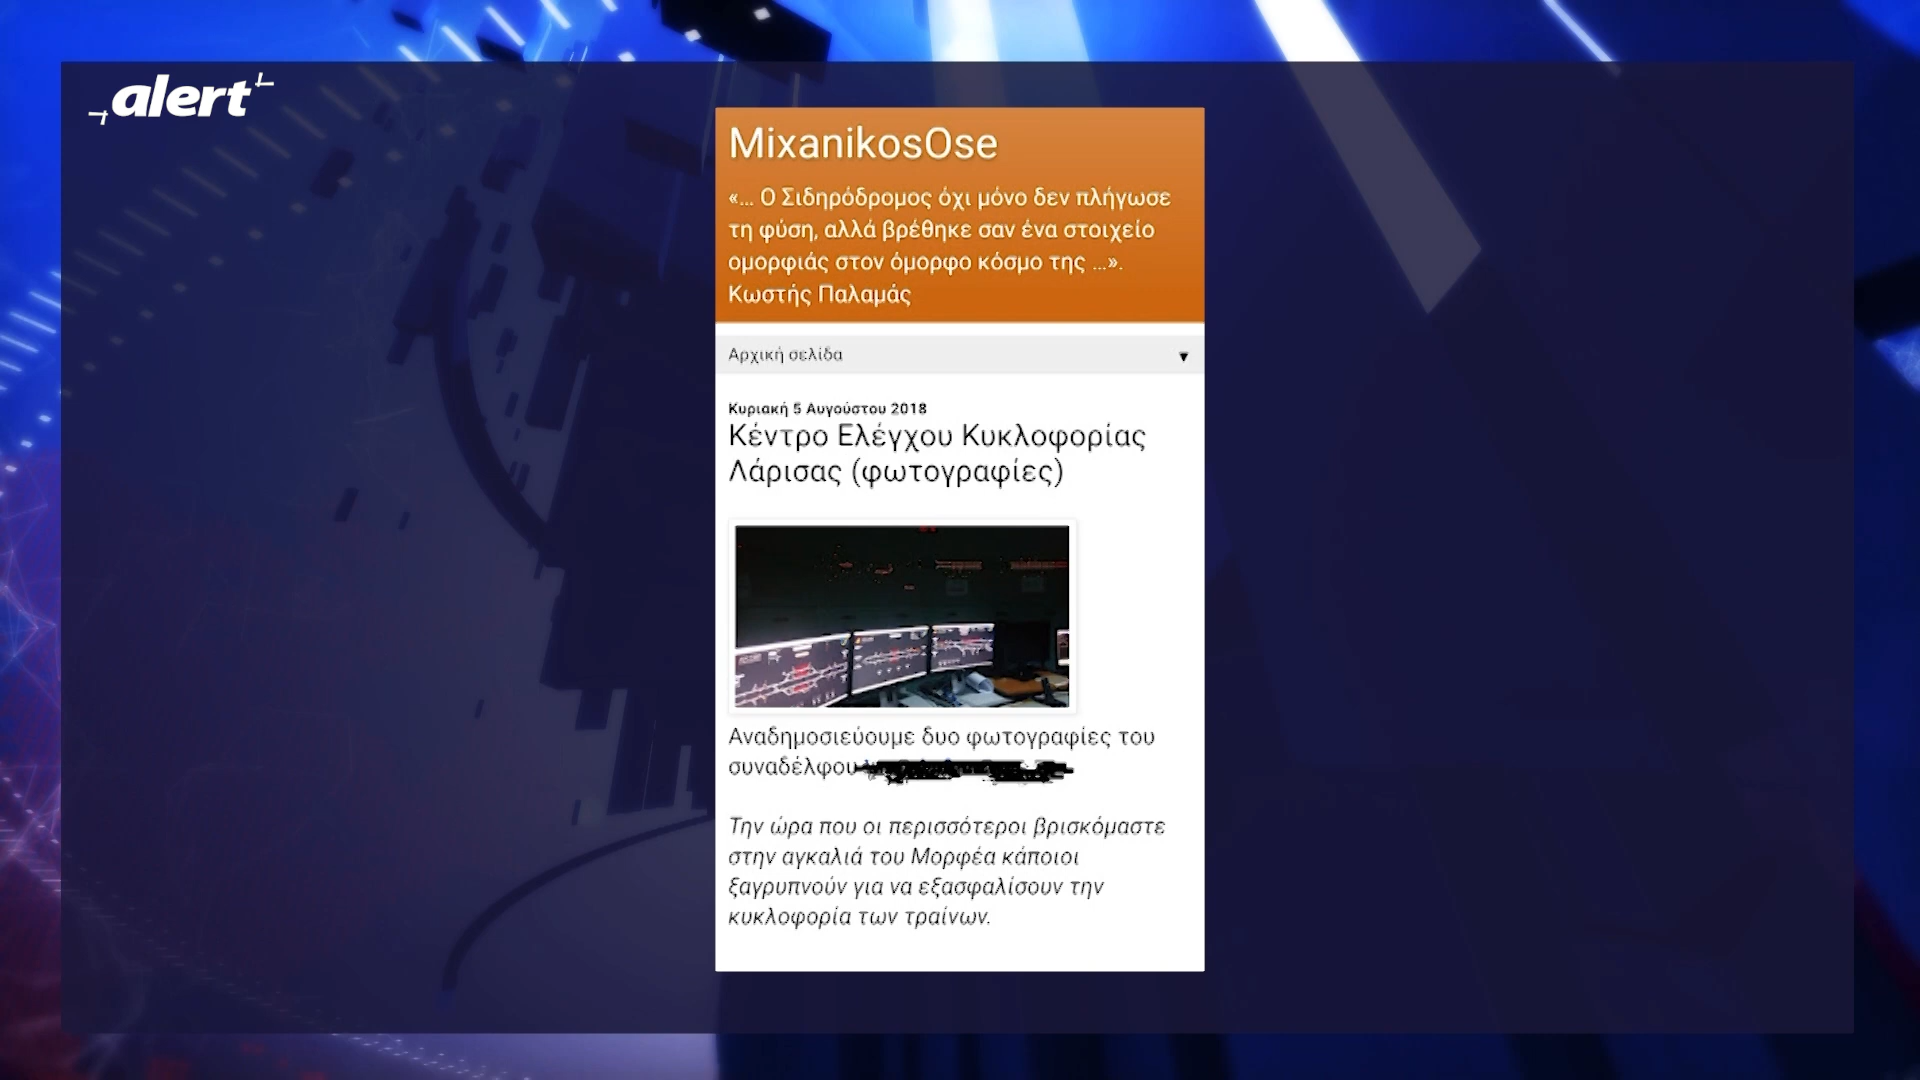 alert
MixanikosOse
«... Ο Σιδηρόδρομος όχι μόνο δεν πλήγωσε
τη φύση, αλλά βρέθηκε σαν ένα στοιχείο
ομορφιάς στον όμορφο κόσμο της ...».
Κωστής Παλαμάς
Αρχική σελίδα
Κυριακή 5 Αυγούστου 2018
Κέντρο Ελέγχου Κυκλοφορίας
Λάρισας (φωτογραφίες)
Αναδημοσιεύουμε δυο φωτογραφίες του
συναδέλφου
Την ώρα που οι περισσότεροι βρισκόμαστε
στην αγκαλιά του Μορφέα κάποιοι
ξαγρυπνούν για να εξασφαλίσουν την
κυκλοφορία των τραίνων.